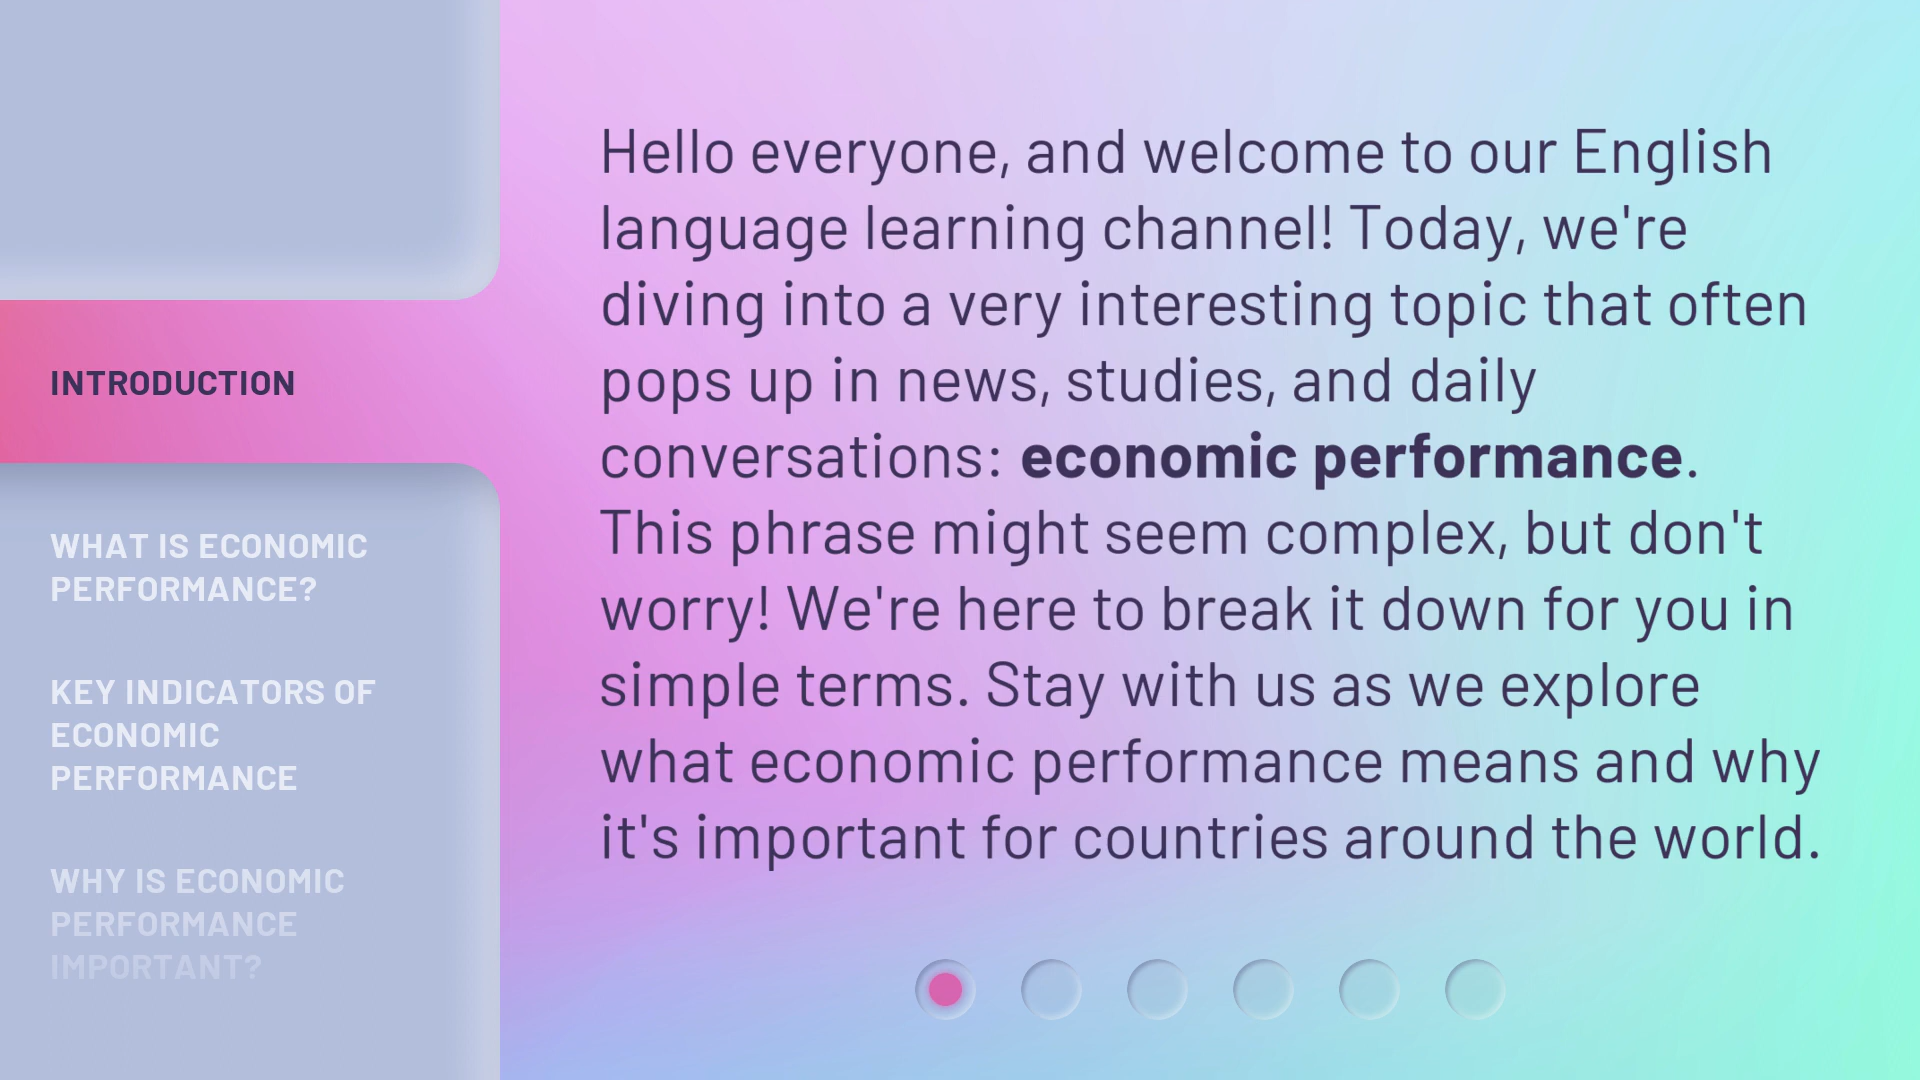 INTRODUCTION
WHAT IS ECONOMIC
PERFORMANCE?
KEY INDICATORS OF
ECONOMIC
PERFORMANCE
WHY IS ECONOMIC
PERFORMANCE
IMPORTANT?
Hello everyone, and welcome to our English
language learning channel! Today, we're
diving into a very interesting topic that often
pops up in news, studies, and daily
conversations: economic performance.
This phrase might seem complex, but don't
worry! We're here to break it down for you in
simple terms. Stay with us as we explore
what economic performance means and why
it's important for countries around the world.